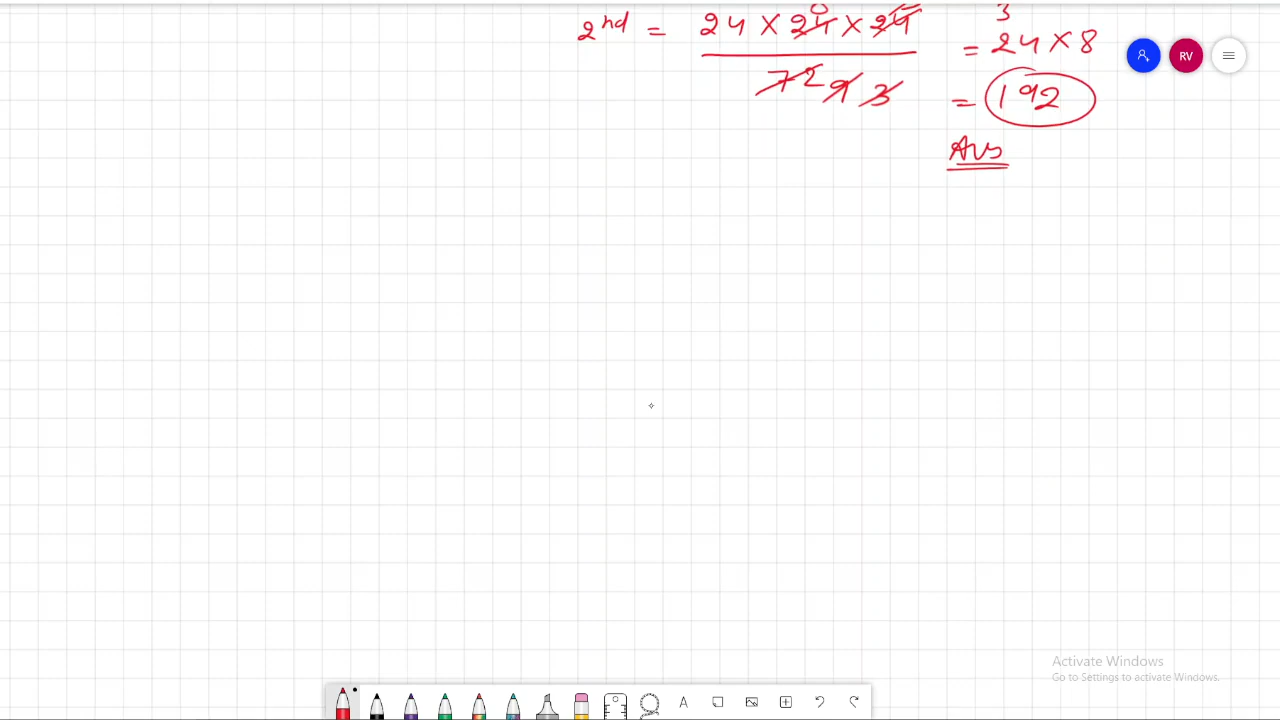 2nd = 24 × 24 × 24 / 72 9 3
= 24 × 8
3
= 192
Ans
RV
A
Activate Windows
Go to Settings to activate Windows.